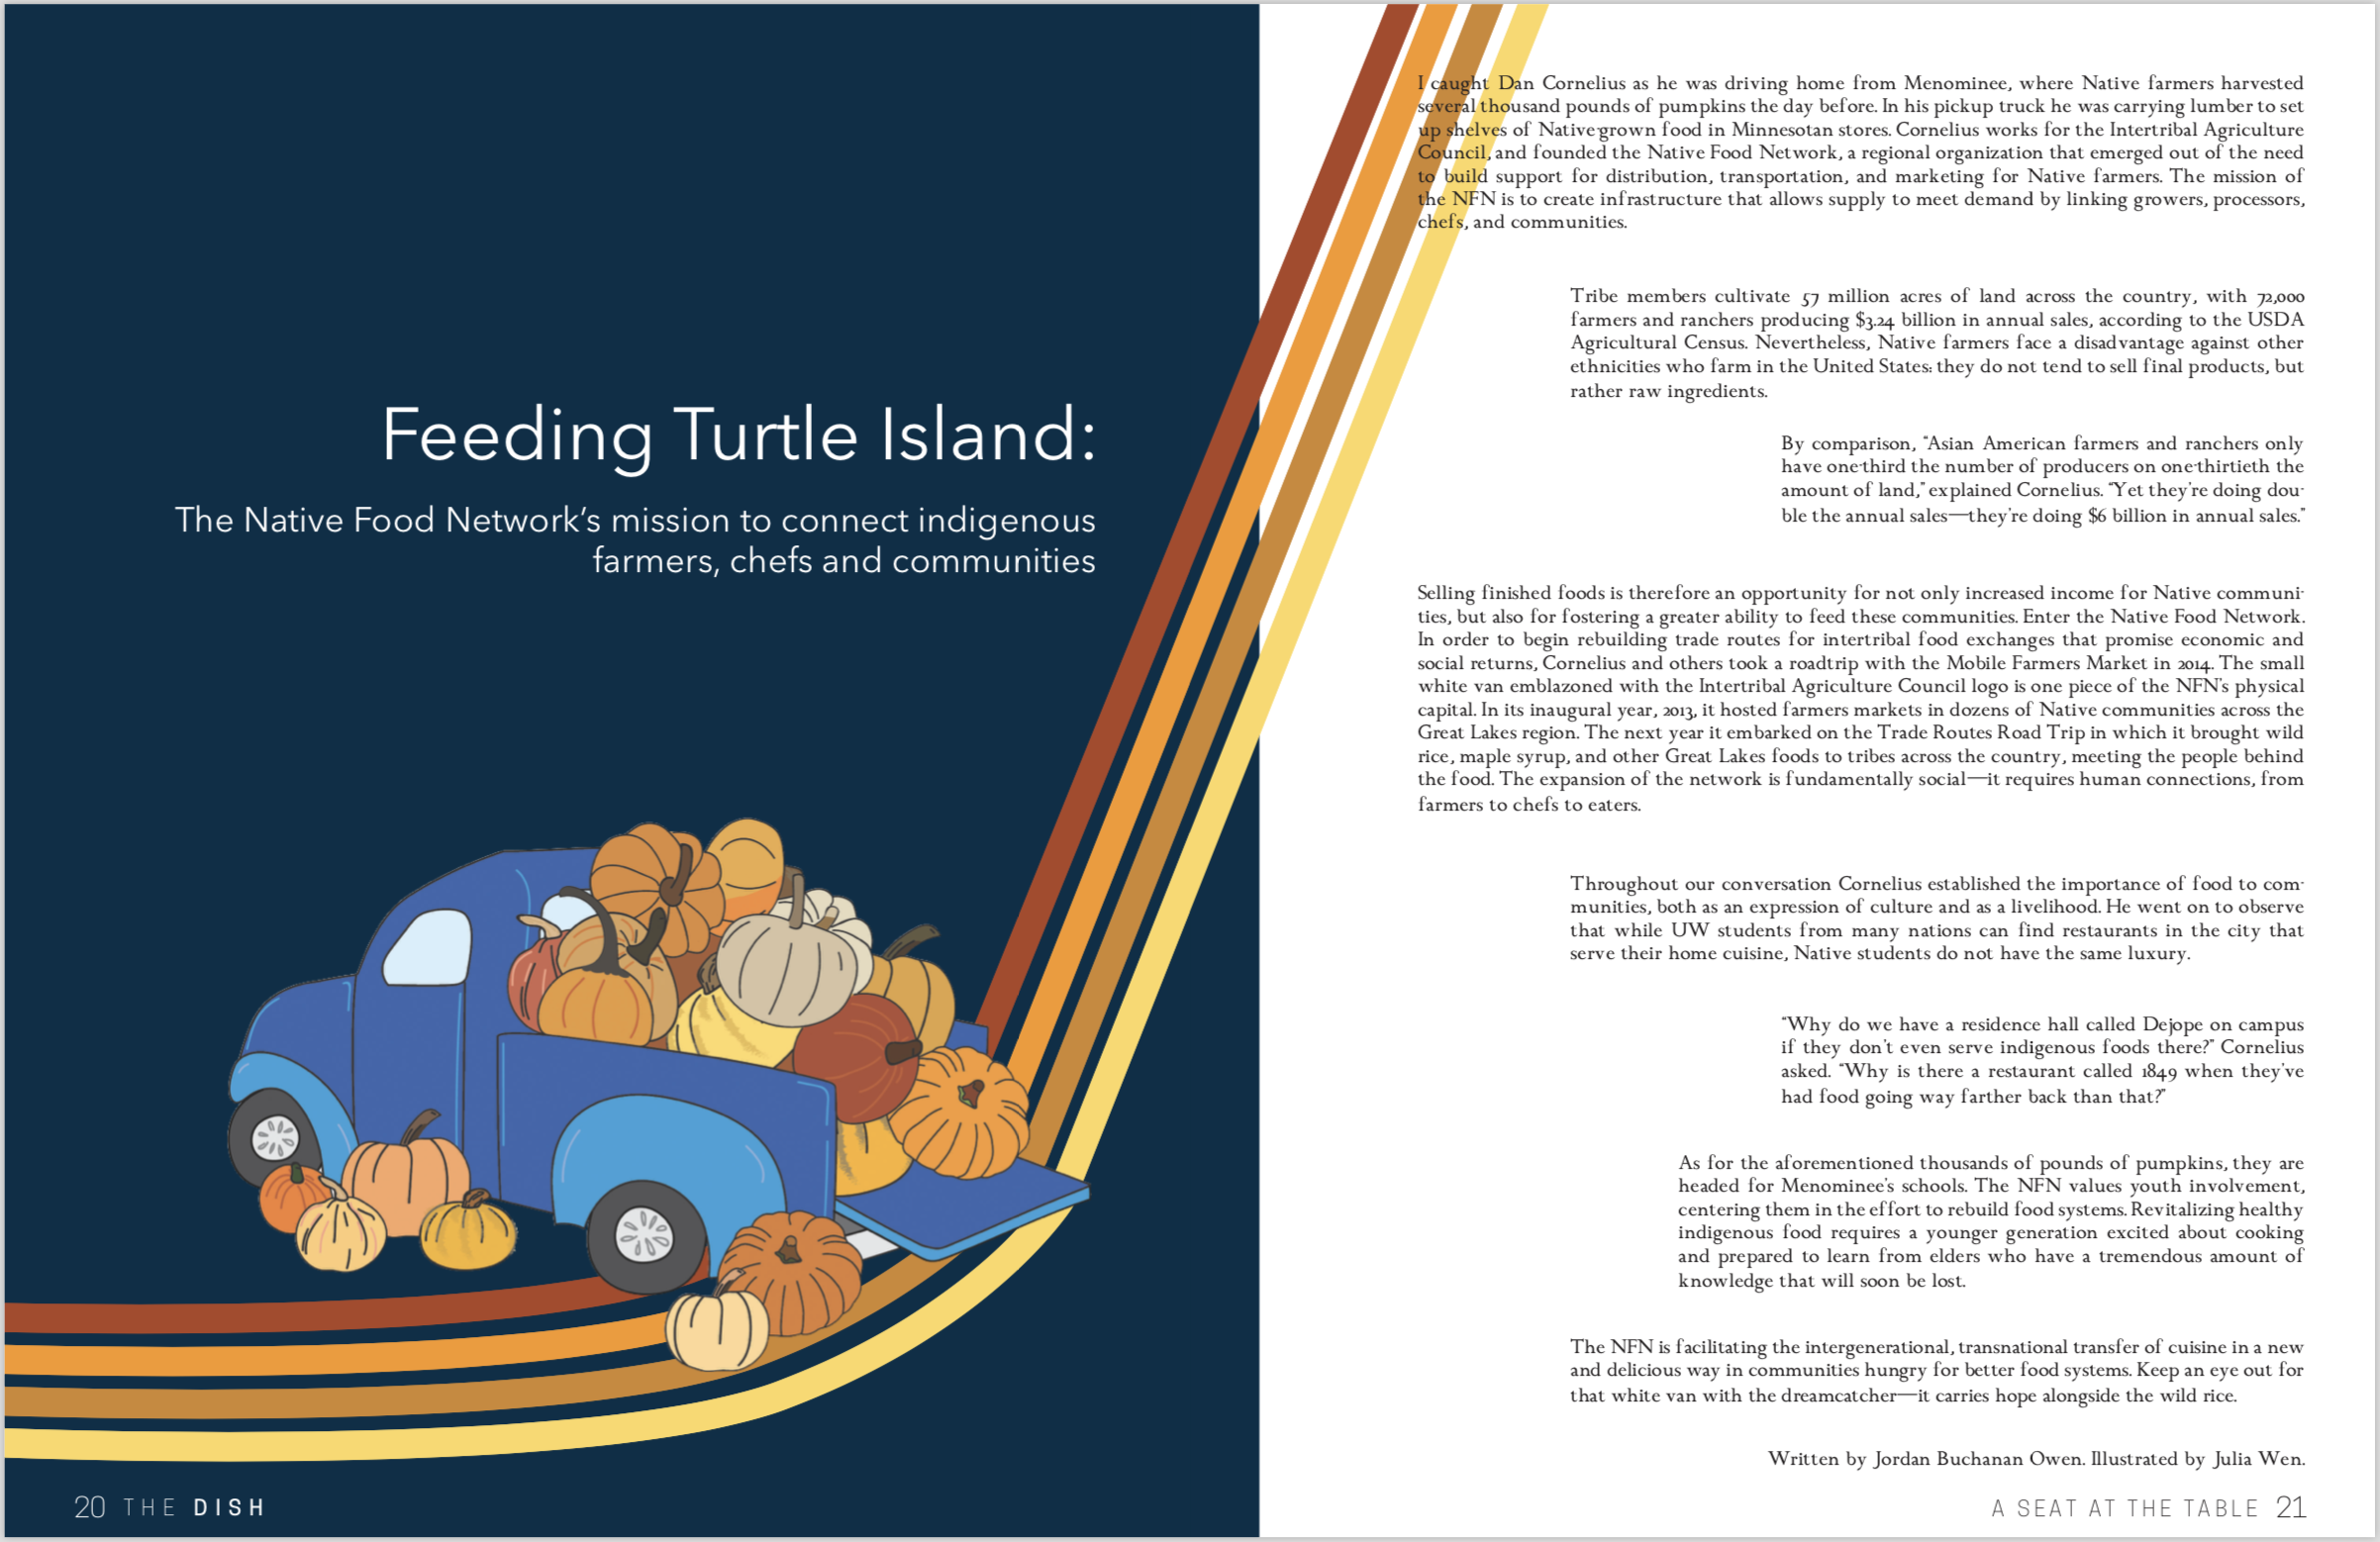 Feeding Turtle Island:
The Native Food Network's mission to connect indigenous
farmers, chefs and communities
20 THE DISH
I caught Dan Cornelius as he was driving home from Menominee, where Native farmers harvested
several thousand pounds of pumpkins the day before. In his pickup truck he was carrying lumber to set
up shelves of Native-grown food in Minnesotan stores. Cornelius works for the Intertribal Agriculture
Council, and founded the Native Food Network, a regional organization that emerged out of the need
to build support for distribution, transportation, and marketing for Native farmers. The mission of
the NFN is to create infrastructure that allows supply to meet demand by linking growers, processors,
chefs, and communities.
Tribe members cultivate 57 million acres of land across the country, with 72,000
farmers and ranchers producing $3.24 billion in annual sales, according to the USDA
Agricultural Census. Nevertheless, Native farmers face a disadvantage against other
ethnicities who farm in the United States: they do not tend to sell final products, but
rather raw ingredients.
By comparison, "Asian American farmers and ranchers only
have one-third the number of producers on one-thirtieth the
amount of land," explained Cornelius. "Yet they're doing dou-
ble the annual sales—they're doing $6 billion in annual sales."
Selling finished foods is therefore an opportunity for not only increased income for Native communi-
ties, but also for fostering a greater ability to feed these communities. Enter the Native Food Network.
In order to begin rebuilding trade routes for intertribal food exchanges that promise economic and
social returns, Cornelius and others took a roadtrip with the Mobile Farmers Market in 2014. The small
white van emblazoned with the Intertribal Agriculture Council logo is one piece of the NFN's physical
capital. In its inaugural year, 2013, it hosted farmers markets in dozens of Native communities across the
Great Lakes region. The next year it embarked on the Trade Routes Road Trip in which it brought wild
rice, maple syrup, and other Great Lakes foods to tribes across the country, meeting the people behind
the food. The expansion of the network is fundamentally social—it requires human connections, from
farmers to chefs to eaters.
Throughout our conversation Cornelius established the importance of food to com-
munities, both as an expression of culture and as a livelihood. He went on to observe
that while UW students from many nations can find restaurants in the city that
serve their home cuisine, Native students do not have the same luxury.
"Why do we have a residence hall called Dejope on campus
if they don't even serve indigenous foods there?" Cornelius
asked. "Why is there a restaurant called 1849 when they've
had food going way farther back than that?"
As for the aforementioned thousands of pounds of pumpkins, they are
headed for Menominee's schools. The NFN values youth involvement,
centering them in the effort to rebuild food systems. Revitalizing healthy
indigenous food requires a younger generation excited about cooking
and prepared to learn from elders who have a tremendous amount of
knowledge that will soon be lost.
The NFN is facilitating the intergenerational, transnational transfer of cuisine in a new
and delicious way in communities hungry for better food systems. Keep an eye out for
that white van with the dreamcatcher—it carries hope alongside the wild rice.
Written by Jordan Buchanan Owen. Illustrated by Julia Wen.
A SEAT AT THE TABLE 21